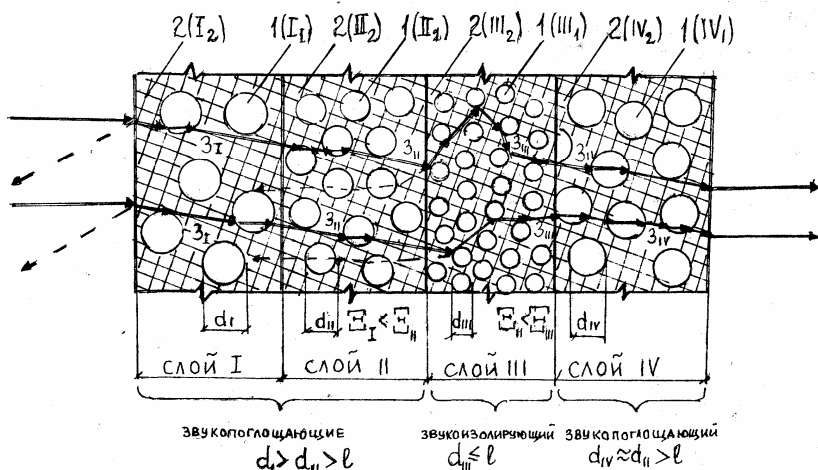 2(I₂) 1(I₁) 2(II₂) 1(II₁) 2(III₂) 1(III₁) 2(IV₂) 1(IV₁)
3I 3II 3III 3IV
3I 3II 3III 3IV
dI dII ΞI < ΞII dIII ΞII < ΞIII dIV
СЛОЙ I СЛОЙ II СЛОЙ III СЛОЙ IV
ЗВУКОПОГЛОЩАЮЩИЕ ЗВУКОИЗОЛИРУЮЩИЙ ЗВУКОПОГЛОЩАЮЩИЙ
dI > dII > ℓ dIII ≤ ℓ dIV ≈ dII > ℓ